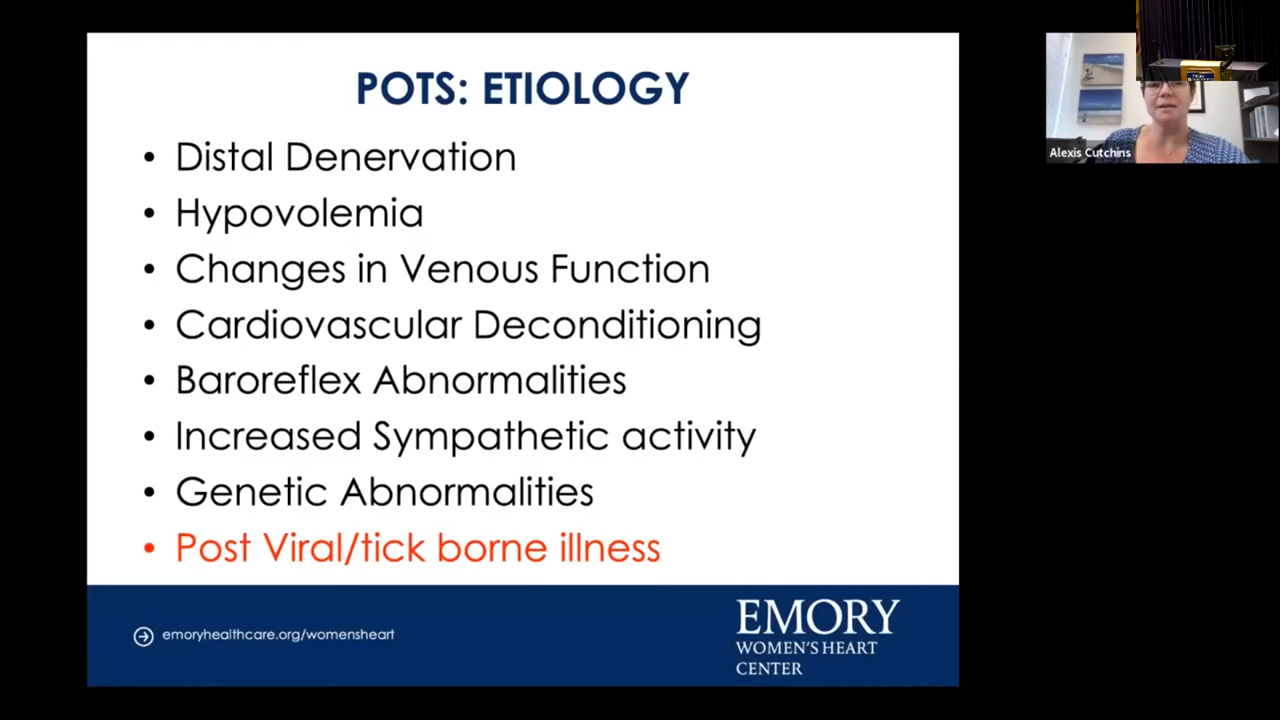 POTS: ETIOLOGY
• Distal Denervation
• Hypovolemia
• Changes in Venous Function
• Cardiovascular Deconditioning
• Baroreflex Abnormalities
• Increased Sympathetic activity
• Genetic Abnormalities
• Post Viral/tick borne illness
emoryhealthcare.org/womensheart
EMORY
WOMEN'S HEART
CENTER
Alexis Cutchins